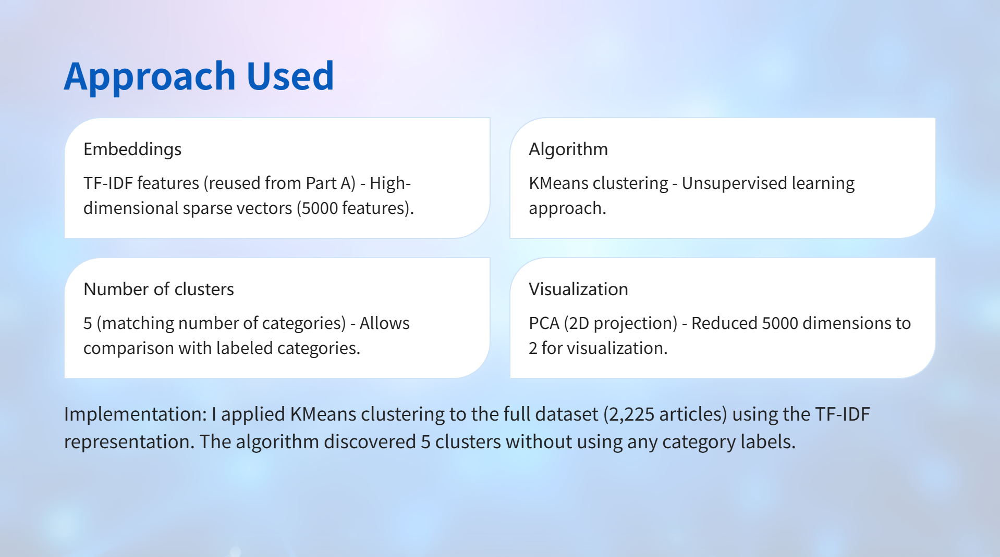 Approach Used
Embeddings
TF-IDF features (reused from Part A) - High-
dimensional sparse vectors (5000 features).
Algorithm
KMeans clustering - Unsupervised learning
approach.
Number of clusters
5 (matching number of categories) - Allows
comparison with labeled categories.
Visualization
PCA (2D projection) - Reduced 5000 dimensions to
2 for visualization.
Implementation: I applied KMeans clustering to the full dataset (2,225 articles) using the TF-IDF
representation. The algorithm discovered 5 clusters without using any category labels.